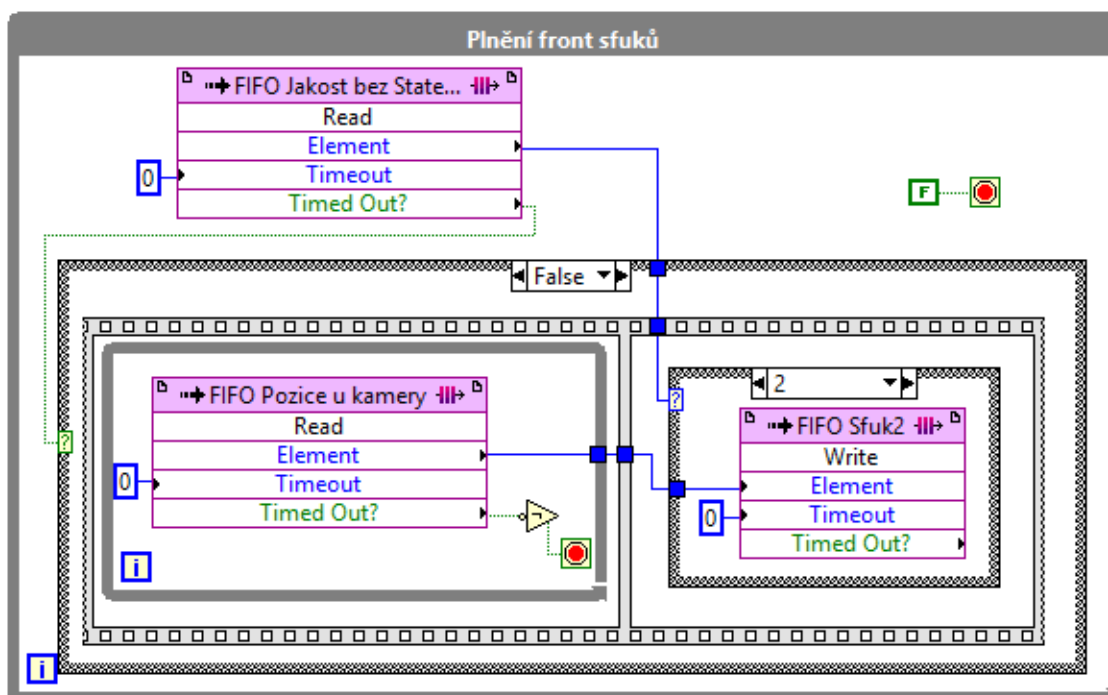 Plnění front sfuků
FIFO Jakost bez State...
Read
Element
0
Timeout
Timed Out?
F
False
?
FIFO Pozice u kamery
Read
Element
0
Timeout
Timed Out?
i
2
?
FIFO Sfuk2
Write
Element
0
Timeout
Timed Out?
i